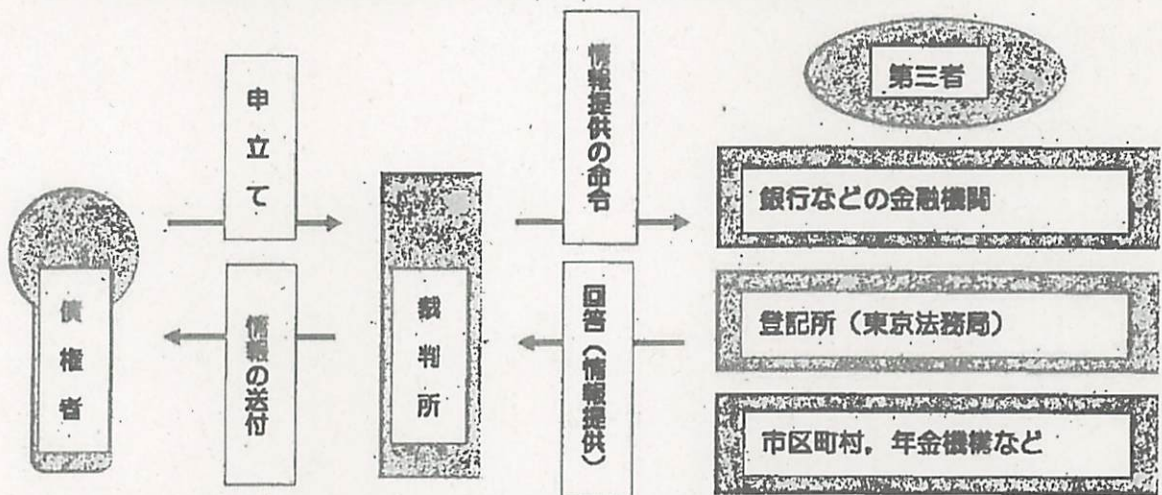 債権者
申立て
情報の送付
裁判所
情報提供の命令
回答（情報提供）
第三者
銀行などの金融機関
登記所（東京法務局）
市区町村，年金機構など